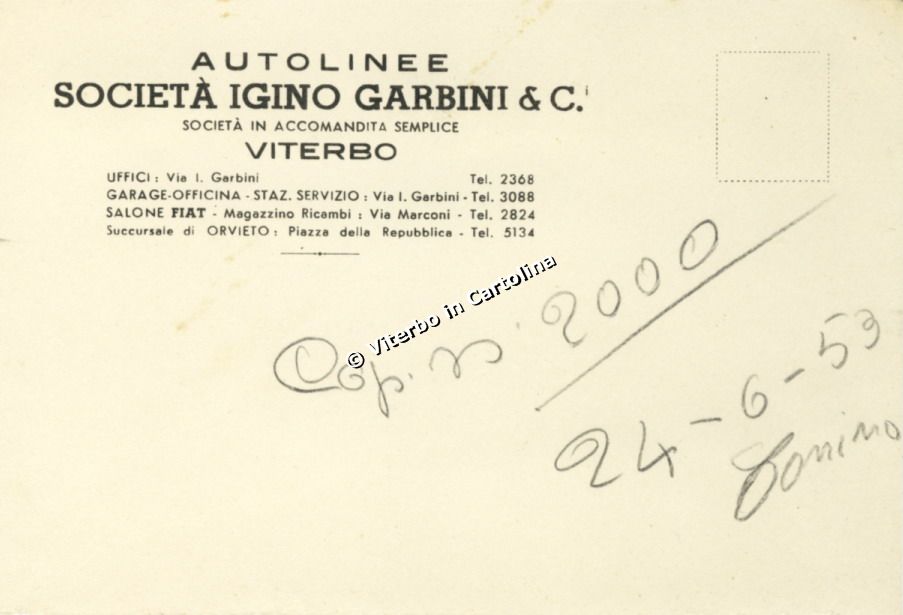 AUTOLINEE
SOCIETÀ IGINO GARBINI & C.
SOCIETÀ IN ACCOMANDITA SEMPLICE
VITERBO
UFFICI : Via I. Garbini Tel. 2368
GARAGE-OFFICINA - STAZ. SERVIZIO : Via I. Garbini - Tel. 3088
SALONE FIAT - Magazzino Ricambi : Via Marconi - Tel. 2824
Succursale di ORVIETO : Piazza della Repubblica - Tel. 5134
© Viterbo in Cartolina
Cop. n° 2000
24-6-53
Tonino